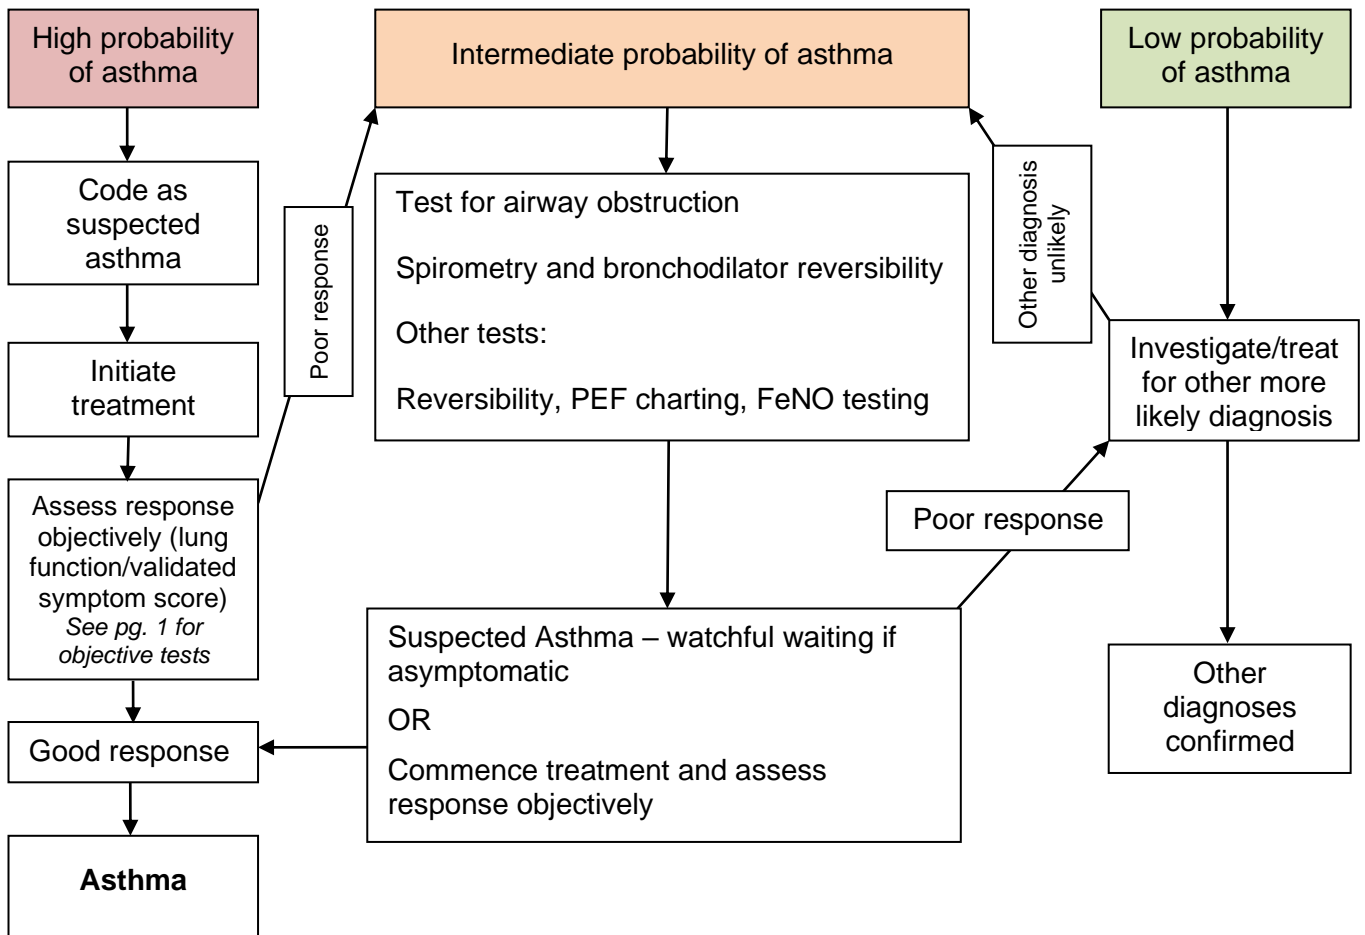 High probability
of asthma
Intermediate probability of asthma
Low probability
of asthma
Code as
suspected
asthma
Initiate
treatment
Assess response
objectively (lung
function/validated
symptom score)
See pg. 1 for
objective tests
Good response
Asthma
Poor response
Test for airway obstruction
Spirometry and bronchodilator reversibility
Other tests:
Reversibility, PEF charting, FeNO testing
Suspected Asthma – watchful waiting if
asymptomatic
OR
Commence treatment and assess
response objectively
Poor response
Other diagnosis
unlikely
Investigate/treat
for other more
likely diagnosis
Other
diagnoses
confirmed